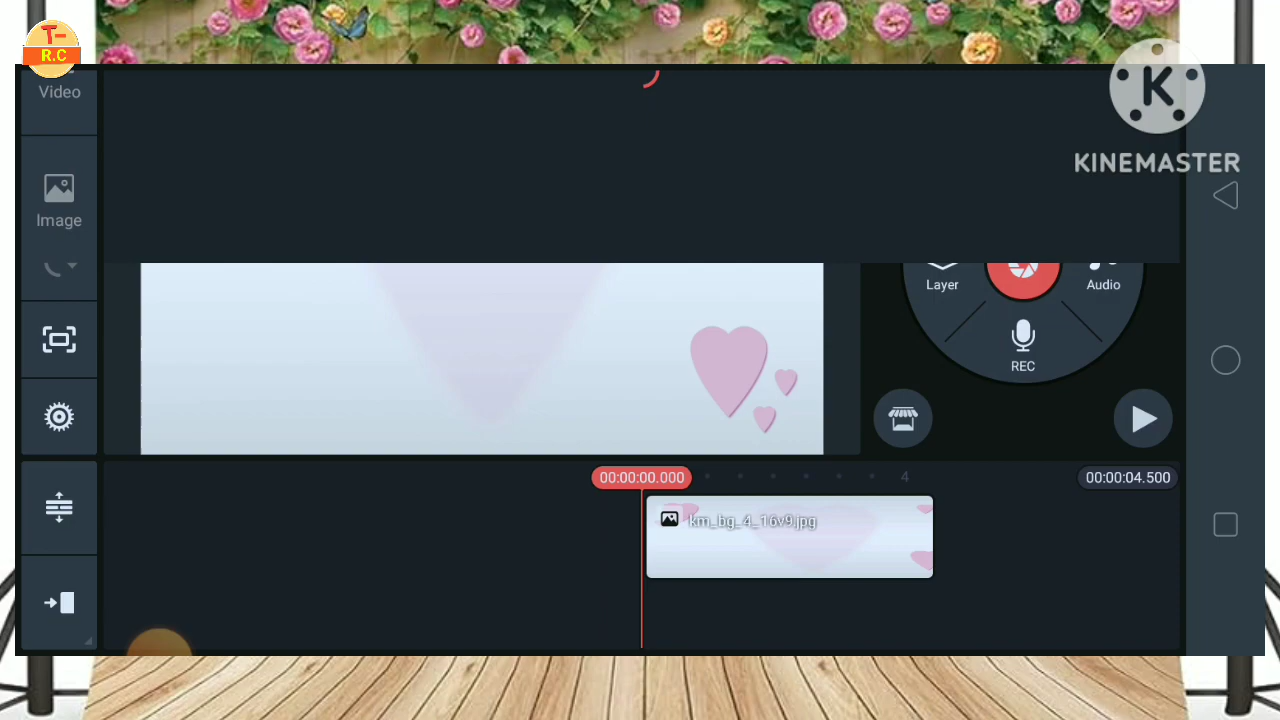 T-
R.C
Video
KINEMASTER
Image
Layer
Audio
REC
00:00:00.000
4
00:00:04.500
km_bg_4_16v9.jpg